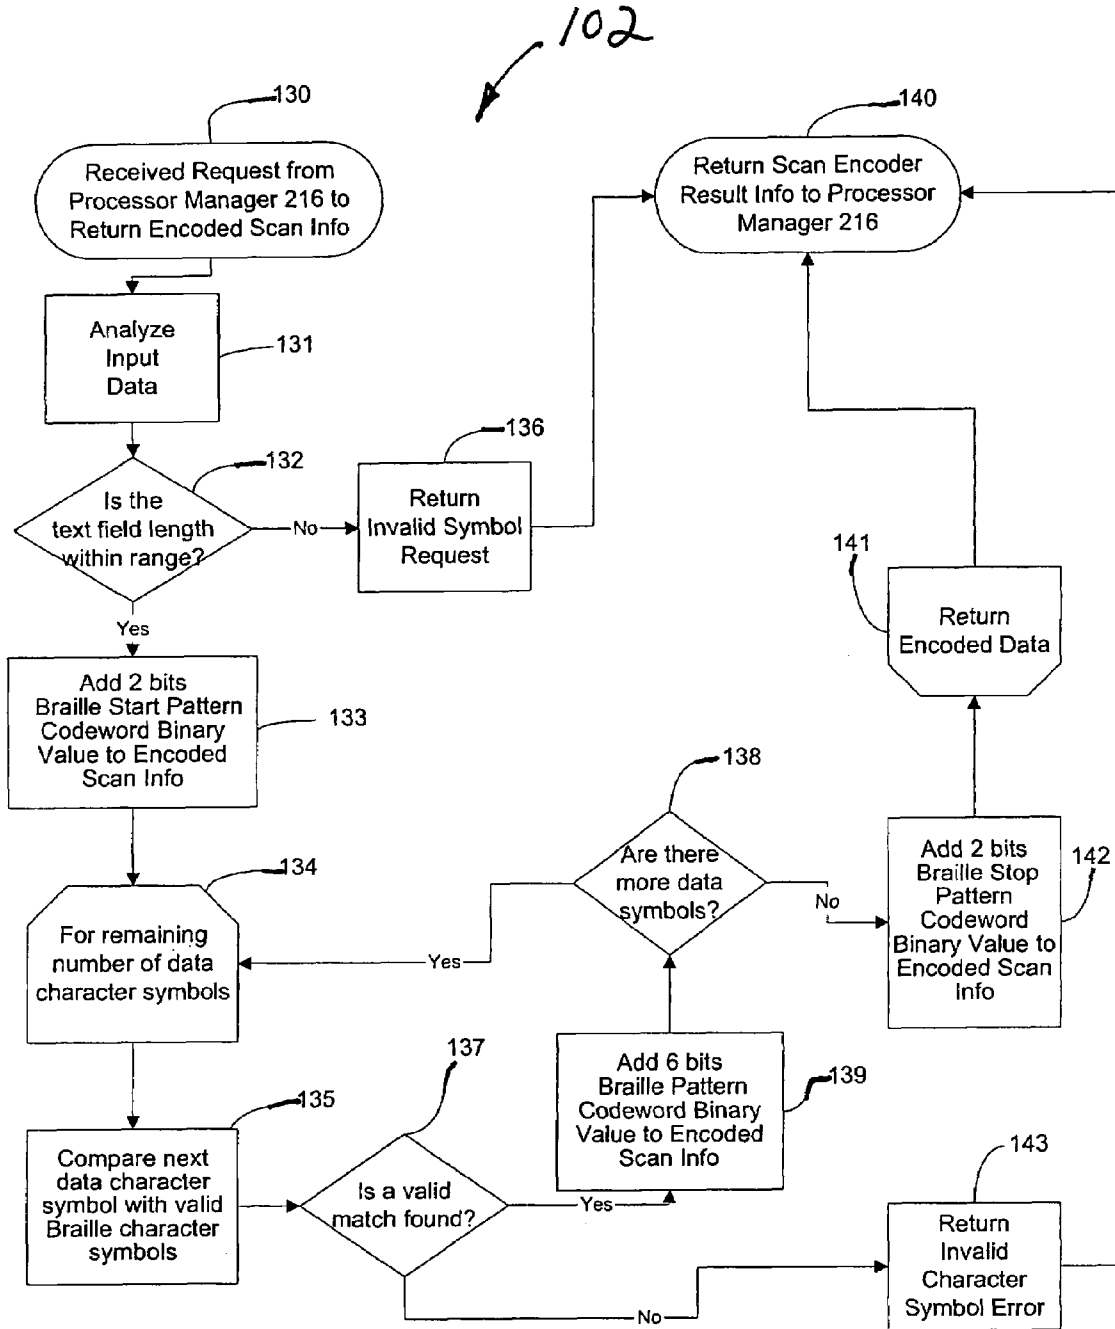 102
130
Received Request from
Processor Manager 216 to
Return Encoded Scan Info
140
Return Scan Encoder
Result Info to Processor
Manager 216
Analyze
Input
Data
131
132
Is the
text field length
within range?
No
136
Return
Invalid Symbol
Request
Yes
141
Return
Encoded Data
Add 2 bits
Braille Start Pattern
Codeword Binary
Value to Encoded
Scan Info
133
138
Are there
more data
symbols?
No
Yes
Add 2 bits
Braille Stop
Pattern
Codeword
Binary Value to
Encoded Scan
Info
142
134
For remaining
number of data
character symbols
135
Compare next
data character
symbol with valid
Braille character
symbols
137
Is a valid
match found?
Yes
No
Add 6 bits
Braille Pattern
Codeword Binary
Value to Encoded
Scan Info
139
143
Return
Invalid
Character
Symbol Error